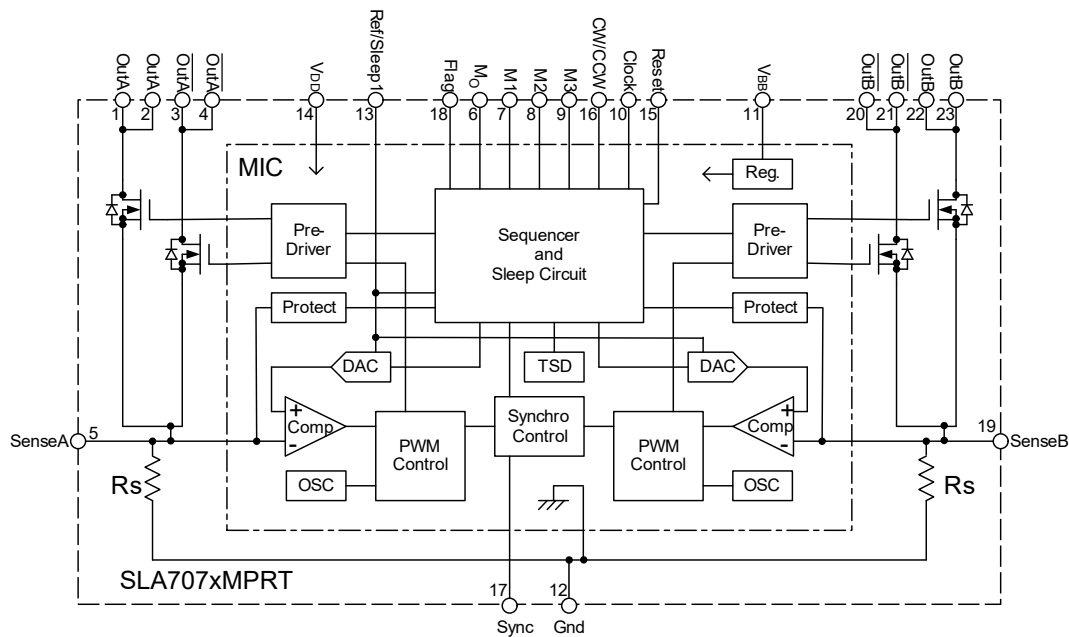 OutA
OutA
OutA
OutA
VDD
Ref/Sleep1
Flag
MO
M1
M2
M3
CW/CCW
Clock
Reset
VBB
OutB
OutB
OutB
OutB
1
2
3
4
14
13
18
6
7
8
9
16
10
15
11
20
21
22
23
MIC
Reg.
Pre-
Driver
Sequencer
and
Sleep Circuit
Pre-
Driver
Protect
Protect
DAC
TSD
DAC
+
Comp
-
PWM
Control
Synchro
Control
PWM
Control
+
Comp
-
SenseA
5
19
SenseB
Rs
OSC
OSC
Rs
SLA707xMPRT
17
12
Sync
Gnd